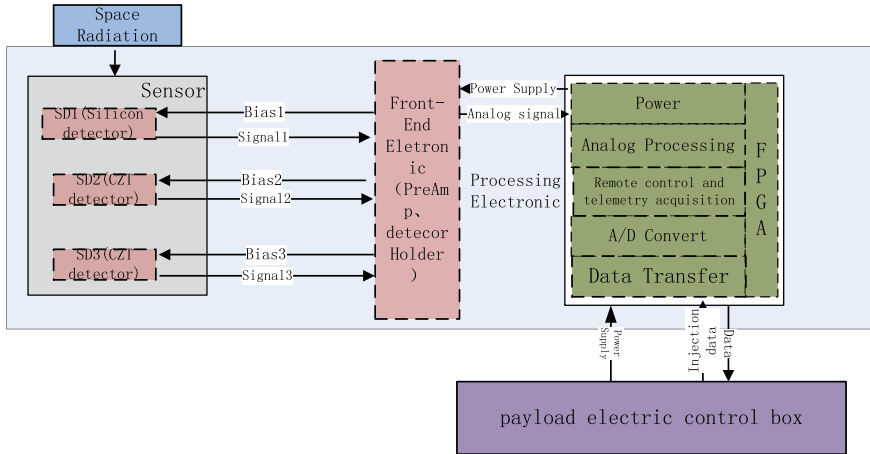 Space
Radiation
Sensor
SD1(Silicon
detector)
Bias1
Signal1
SD2(CZT
detector)
Bias2
Signal2
SD3(CZT
detector)
Bias3
Signal3
Front-
End
Eletron
ic
(PreAm
p、
detecor
Holder
)
Power Supply
Analog signal
Processing
Electronic
Power
Analog Processing
Remote control and
telemetry acquisition
A/D Convert
Data Transfer
F
P
G
A
Power
Supply
Injection
data
Data
payload electric control box